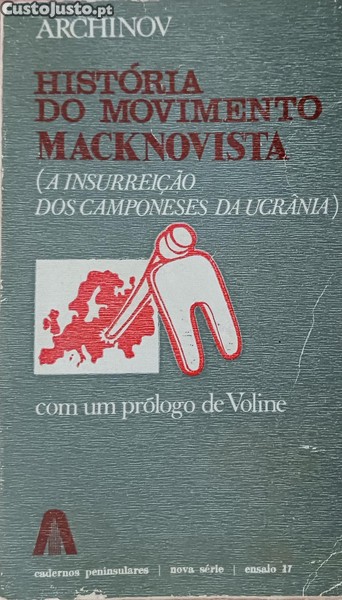 CustoJusto.pt
ARCHINOV
HISTÓRIA
DO MOVIMENTO
MACKNOVISTA
(A INSURREIÇÃO
DOS CAMPONESES DA UCRÂNIA)
com um prólogo de Voline
cadernos peninsulares | nova série | ensaio 17